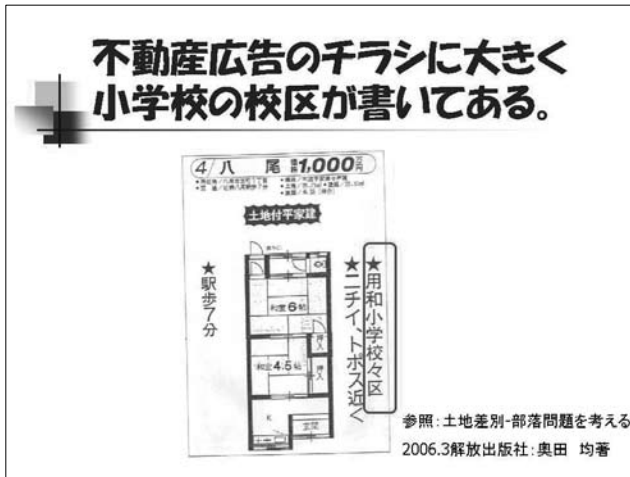 不動産広告のチラシに大きく
小学校の校区が書いてある。
④/八 尾 価格1,000万円
土地付平家建
★駅歩7分
和室6帖
押入
和室4.5帖
押入
K
玄関
★用和小学校々区
★ニチイ、トポス近く
参照:土地差別-部落問題を考える
2006.3解放出版社:奥田 均著